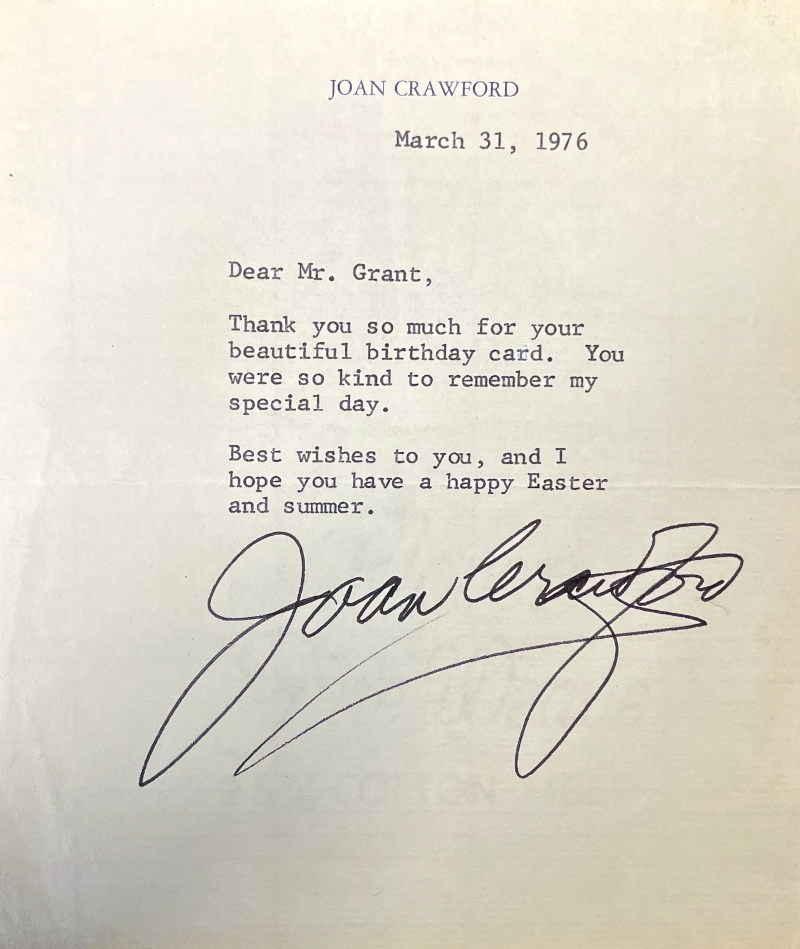 JOAN CRAWFORD
March 31, 1976
Dear Mr. Grant,
Thank you so much for your
beautiful birthday card.  You
were so kind to remember my
special day.
Best wishes to you, and I
hope you have a happy Easter
and summer.
Joan Crawford